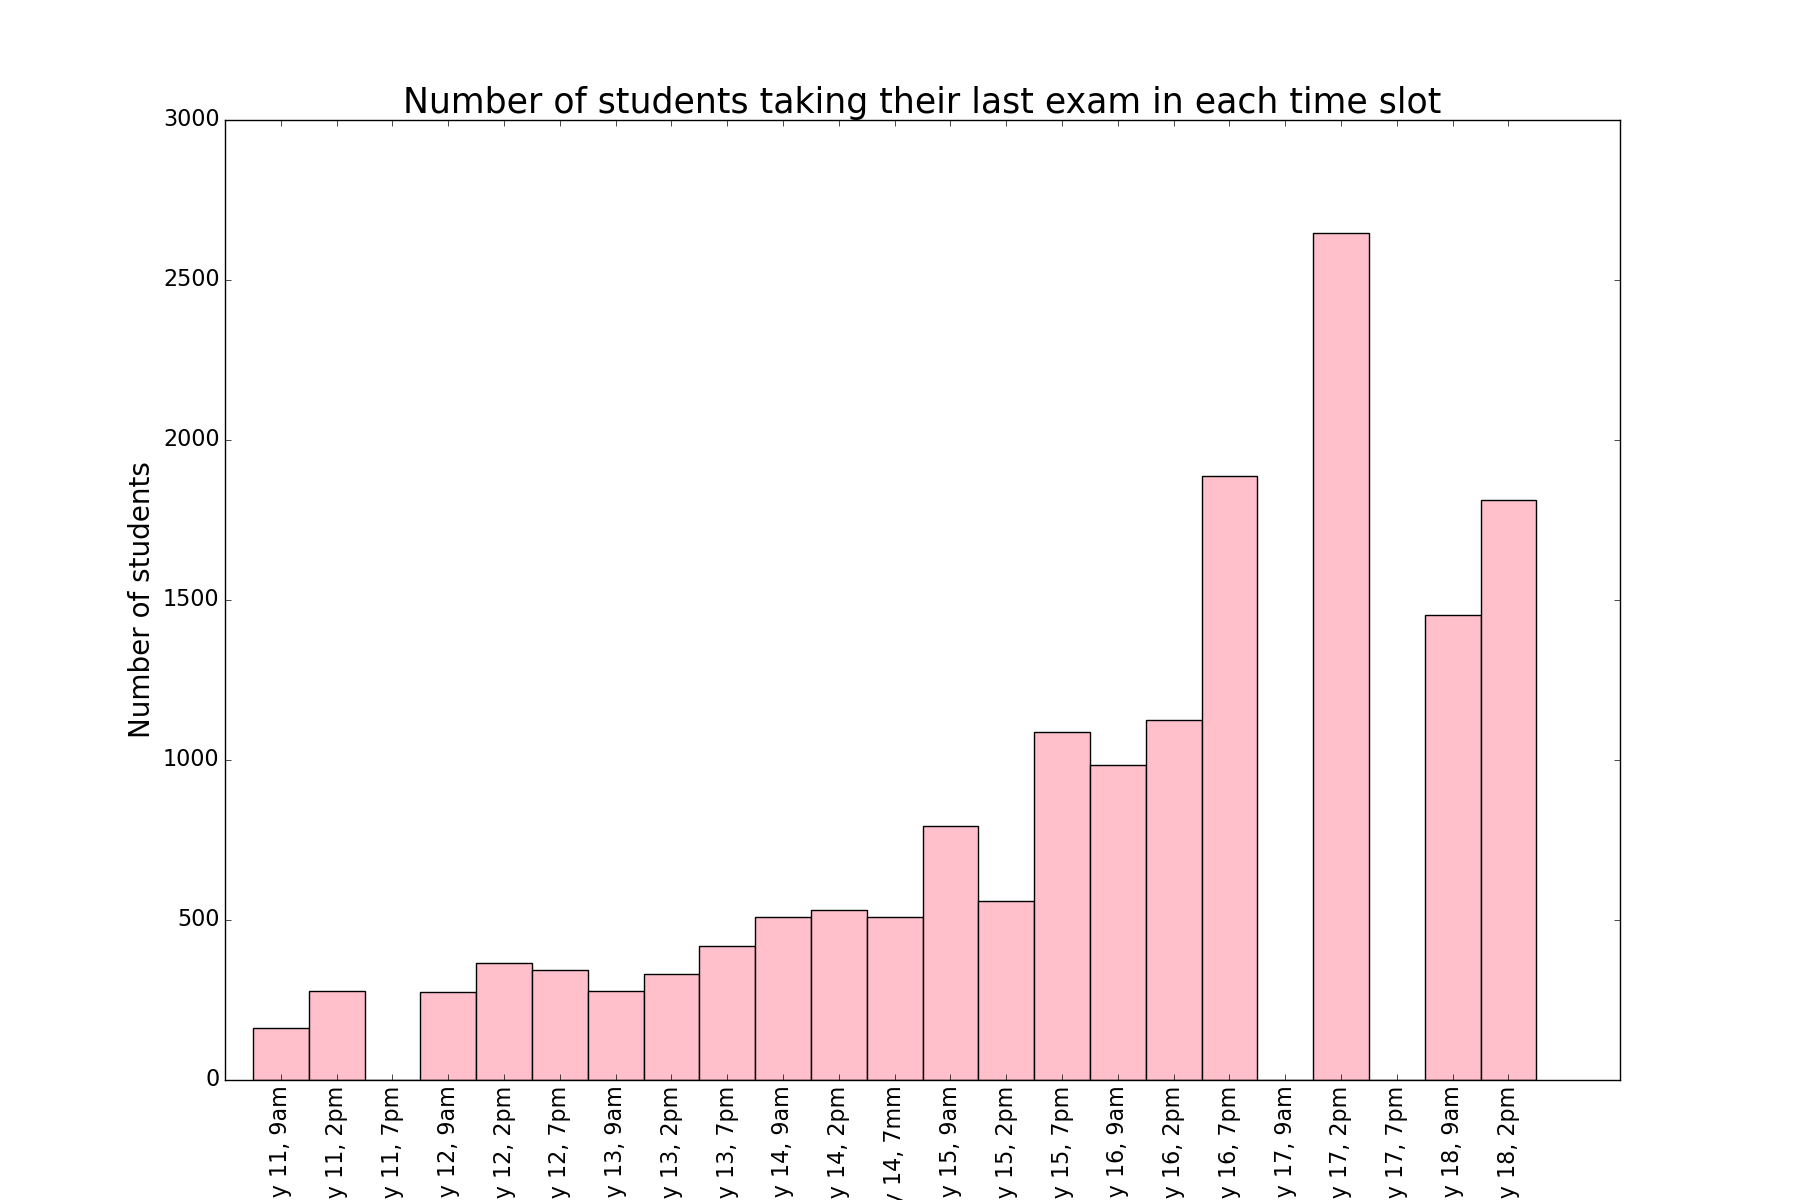 Number of students taking their last exam in each time slot
3000
2500
2000
1500
1000
500
0
Number of students
y 11, 9am
y 11, 2pm
y 11, 7pm
y 12, 9am
y 12, 2pm
y 12, 7pm
y 13, 9am
y 13, 2pm
y 13, 7pm
y 14, 9am
y 14, 2pm
y 14, 7mm
y 15, 9am
y 15, 2pm
y 15, 7pm
y 16, 9am
y 16, 2pm
y 16, 7pm
y 17, 9am
y 17, 2pm
y 17, 7pm
y 18, 9am
y 18, 2pm